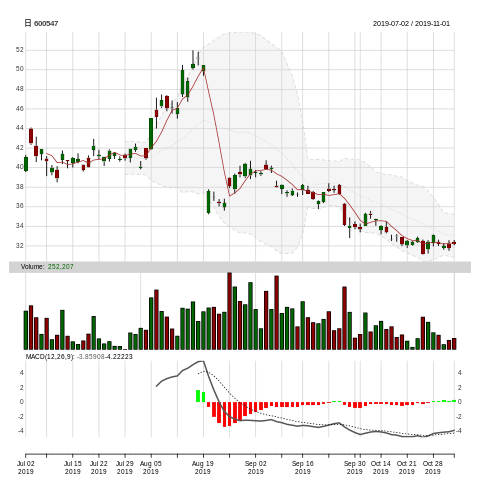 日 600547
2019-07-02 / 2019-11-01
52
50
48
46
44
42
40
38
36
34
32
Volume: 252,207
MACD(12,26,9): -3.85908-4.22223
4 4
2 2
0 0
-2 -2
-4 -4
Jul 02 Jul 15 Jul 22 Jul 29 Aug 05 Aug 19 Sep 02 Sep 16 Sep 30 Oct 14 Oct 21 Oct 28
2019 2019 2019 2019 2019 2019 2019 2019 2019 2019 2019 2019